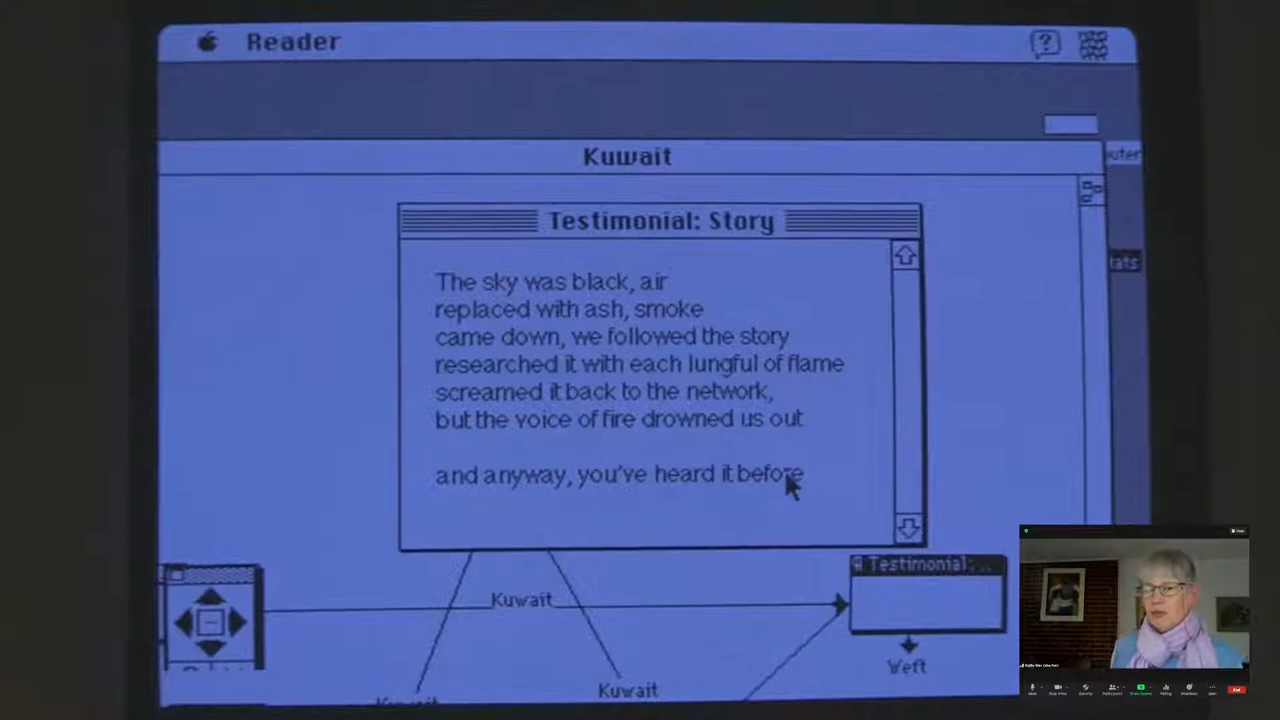 Reader
Kuwait
Testimonial: Story
The sky was black, air
replaced with ash, smoke
came down, we followed the story
researched it with each lungful of flame
screamed it back to the network,
but the voice of fire drowned us out
and anyway, you've heard it before
Testimonial: ..
Kuwait
Weft
Kuwait